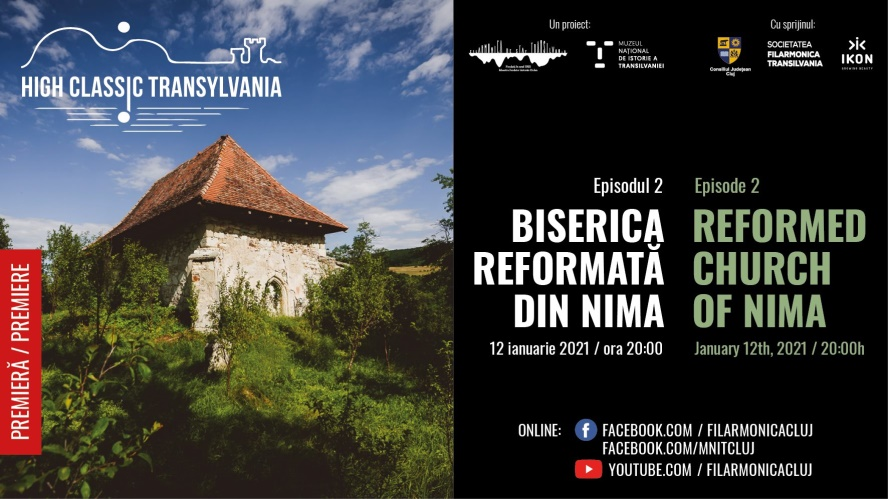 HIGH CLASSIC TRANSYLVANIA
PREMIERĂ / PREMIERE
Un proiect:
MUZEUL
NAȚIONAL
DE ISTORIE A
TRANSILVANIEI
Cu sprijinul:
Consiliul Județean
Cluj
SOCIETATEA
FILARMONICA
TRANSILVANIA
IKON
Episodul 2
BISERICA
REFORMATĂ
DIN NIMA
12 ianuarie 2021 / ora 20:00
Episode 2
REFORMED
CHURCH
OF NIMA
January 12th, 2021 / 20:00h
ONLINE:
FACEBOOK.COM / FILARMONICACLUJ
FACEBOOK.COM/MNITCLUJ
YOUTUBE.COM / FILARMONICACLUJ